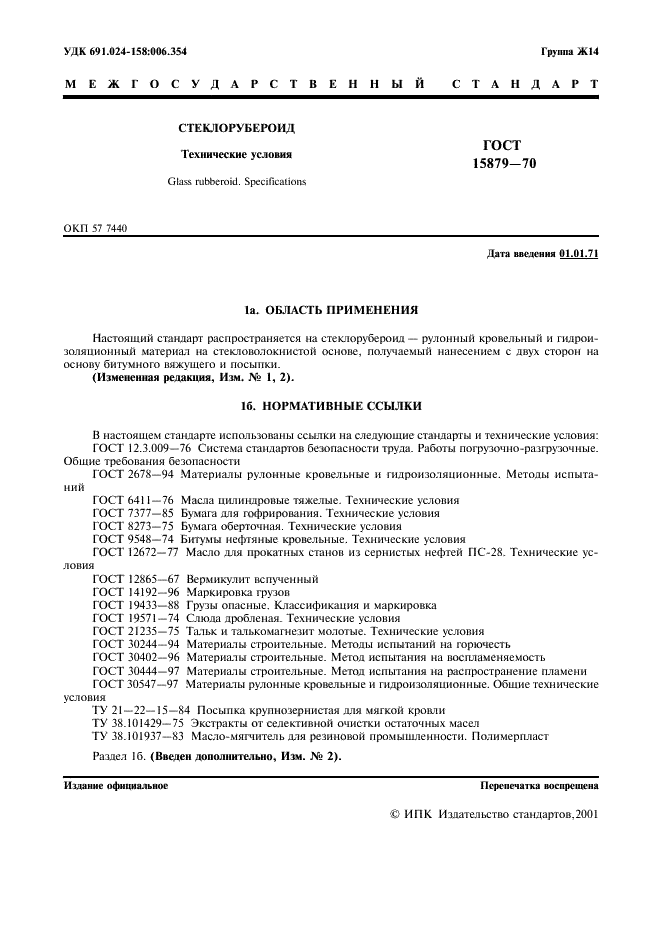 УДК 691.024-158:006.354 Группа Ж14
МЕЖГОСУДАРСТВЕННЫЙ СТАНДАРТ
СТЕКЛОРУБЕРОИД
Технические условия
Glass rubberoid. Specifications
ГОСТ
15879—70
ОКП 57 7440
Дата введения 01.01.71
1а. ОБЛАСТЬ ПРИМЕНЕНИЯ
Настоящий стандарт распространяется на стеклорубероид — рулонный кровельный и гидрои-
золяционный материал на стекловолокнистой основе, получаемый нанесением с двух сторон на
основу битумного вяжущего и посыпки.
(Измененная редакция, Изм. № 1, 2).
1б. НОРМАТИВНЫЕ ССЫЛКИ
В настоящем стандарте использованы ссылки на следующие стандарты и технические условия:
ГОСТ 12.3.009—76 Система стандартов безопасности труда. Работы погрузочно-разгрузочные.
Общие требования безопасности
ГОСТ 2678—94 Материалы рулонные кровельные и гидроизоляционные. Методы испыта-
ний
ГОСТ 6411—76 Масла цилиндровые тяжелые. Технические условия
ГОСТ 7377—85 Бумага для гофрирования. Технические условия
ГОСТ 8273—75 Бумага оберточная. Технические условия
ГОСТ 9548—74 Битумы нефтяные кровельные. Технические условия
ГОСТ 12672—77 Масло для прокатных станов из сернистых нефтей ПС-28. Технические ус-
ловия
ГОСТ 12865—67 Вермикулит вспученный
ГОСТ 14192—96 Маркировка грузов
ГОСТ 19433—88 Грузы опасные. Классификация и маркировка
ГОСТ 19571—74 Слюда дробленая. Технические условия
ГОСТ 21235—75 Тальк и талькомагнезит молотые. Технические условия
ГОСТ 30244—94 Материалы строительные. Методы испытаний на горючесть
ГОСТ 30402—96 Материалы строительные. Метод испытания на воспламеняемость
ГОСТ 30444—97 Материалы строительные. Метод испытания на распространение пламени
ГОСТ 30547—97 Материалы рулонные кровельные и гидроизоляционные. Общие технические
условия
ТУ 21—22—15—84 Посыпка крупнозернистая для мягкой кровли
ТУ 38.101429—75 Экстракты от селективной очистки остаточных масел
ТУ 38.101937—83 Масло-мягчитель для резиновой промышленности. Полимерпласт
Раздел 1б. (Введен дополнительно, Изм. № 2).
Издание официальное Перепечатка воспрещена
© ИПК Издательство стандартов, 2001